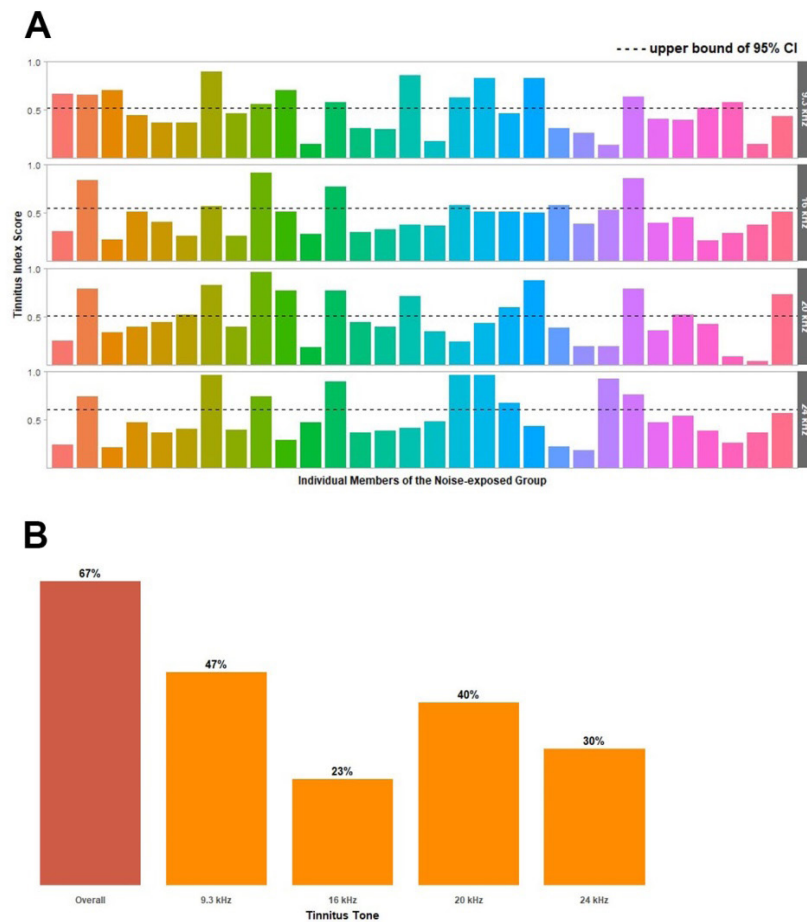 A
---- upper bound of 95% CI
Tinnitus Index Score
1.0
0.5
9.3 kHz
1.0
0.5
16 kHz
1.0
0.5
20 kHz
1.0
0.5
24 kHz
Individual Members of the Noise-exposed Group
B
67%
47%
23%
40%
30%
Overall
9.3 kHz
16 kHz
20 kHz
24 kHz
Tinnitus Tone